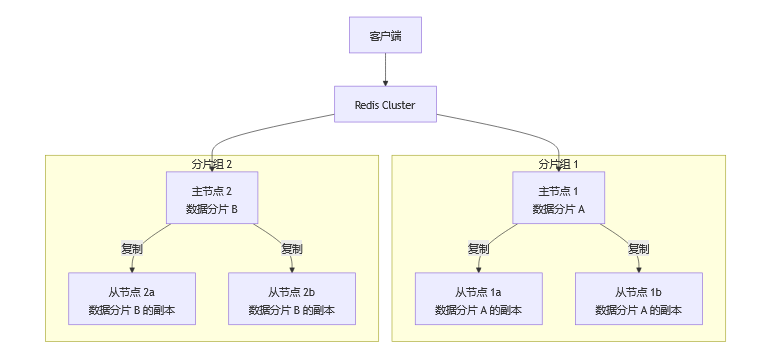 客户端
Redis Cluster
分片组 2
主节点 2
数据分片 B
复制
复制
从节点 2a
数据分片 B 的副本
从节点 2b
数据分片 B 的副本
分片组 1
主节点 1
数据分片 A
复制
复制
从节点 1a
数据分片 A 的副本
从节点 1b
数据分片 A 的副本